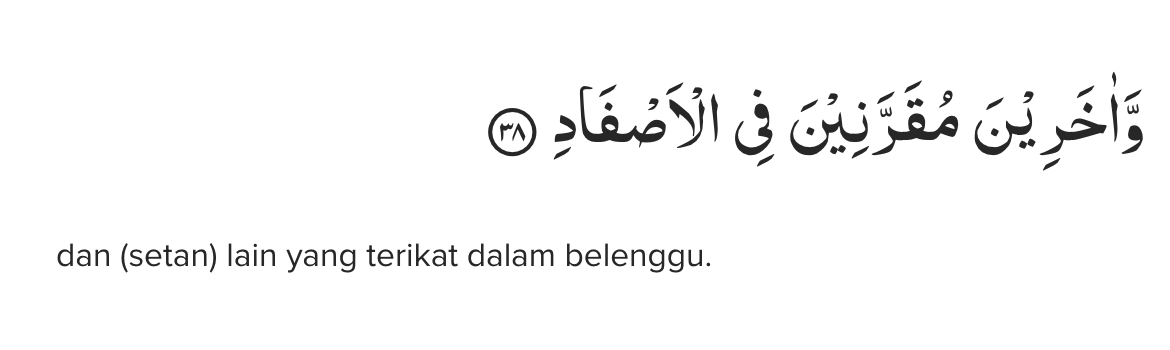 وَّاٰخَرِيْنَ مُقَرَّنِيْنَ فِى الْاَصْفَادِ ٣٨
dan (setan) lain yang terikat dalam belenggu.